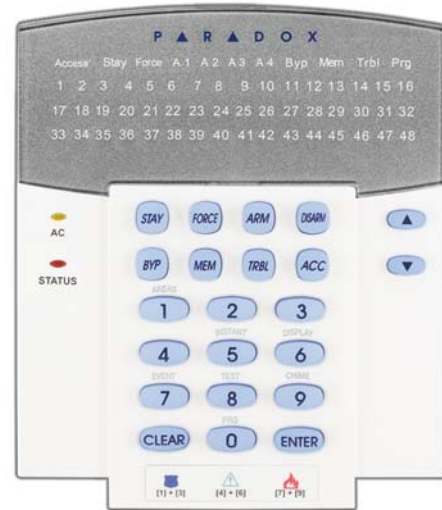 PARADOX
Access Stay Force A1 A2 A3 A4 Byp Mem Trbl Prg
1 2 3 4 5 6 7 8 9 10 11 12 13 14 15 16
17 18 19 20 21 22 23 24 25 26 27 28 29 30 31 32
33 34 35 36 37 38 39 40 41 42 43 44 45 46 47 48
STAY FORCE ARM DISARM
AC
BYP MEM TRBL ACC
STATUS
AREAS
1 2 3
INSTANT DISPLAY
4 5 6
EVENT TEST CHIME
7 8 9
PRG
CLEAR 0 ENTER
[1] + [3] [4] + [6] [7] + [9]